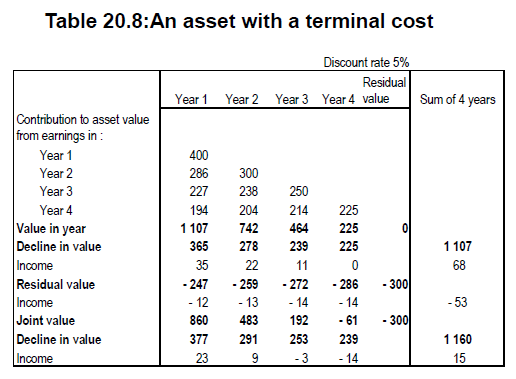 Table 20.8:An asset with a terminal cost
Discount rate 5%
Year 1 Year 2 Year 3 Year 4 Residual value Sum of 4 years
Contribution to asset value
from earnings in :
Year 1 400
Year 2 286 300
Year 3 227 238 250
Year 4 194 204 214 225
Value in year 1 107 742 464 225 0
Decline in value 365 278 239 225 1 107
Income 35 22 11 0 68
Residual value - 247 - 259 - 272 - 286 - 300
Income - 12 - 13 - 14 - 14 - 53
Joint value 860 483 192 - 61 - 300
Decline in value 377 291 253 239 1 160
Income 23 9 - 3 - 14 15